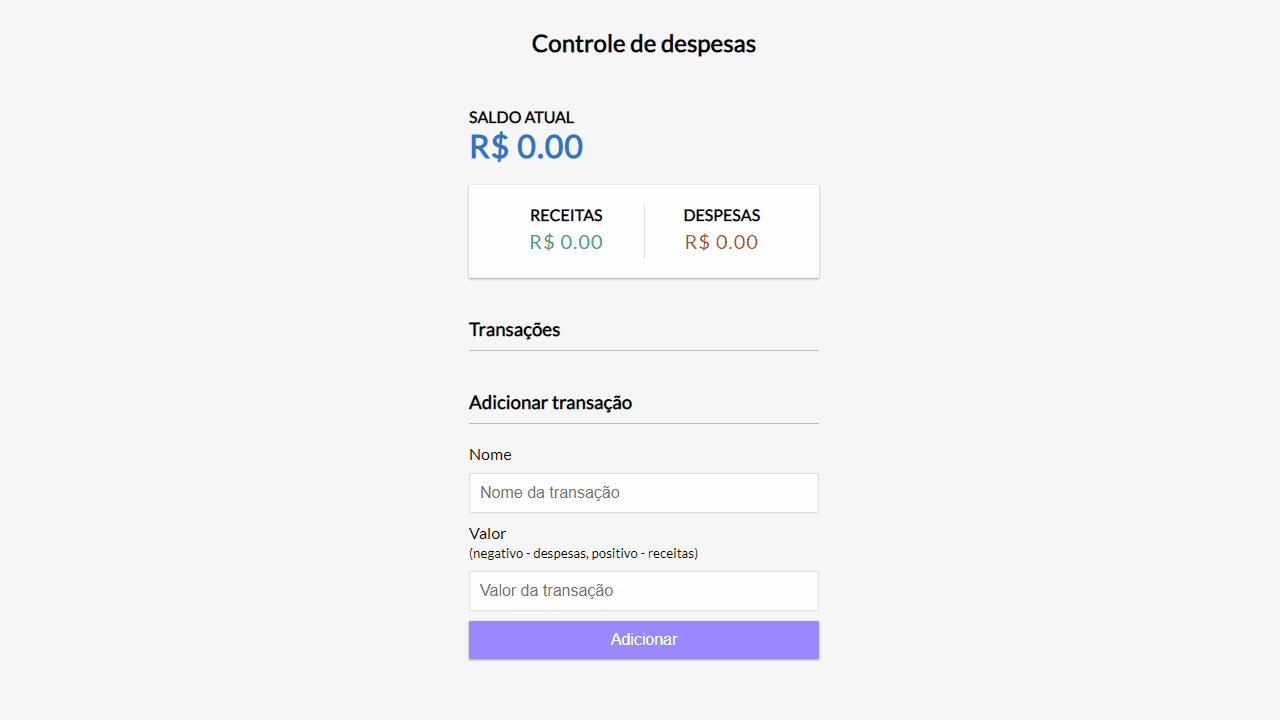 Controle de despesas
SALDO ATUAL
R$ 0.00
RECEITAS DESPESAS
R$ 0.00 R$ 0.00
Transações
Adicionar transação
Nome
Nome da transação
Valor
(negativo - despesas, positivo - receitas)
Valor da transação
Adicionar